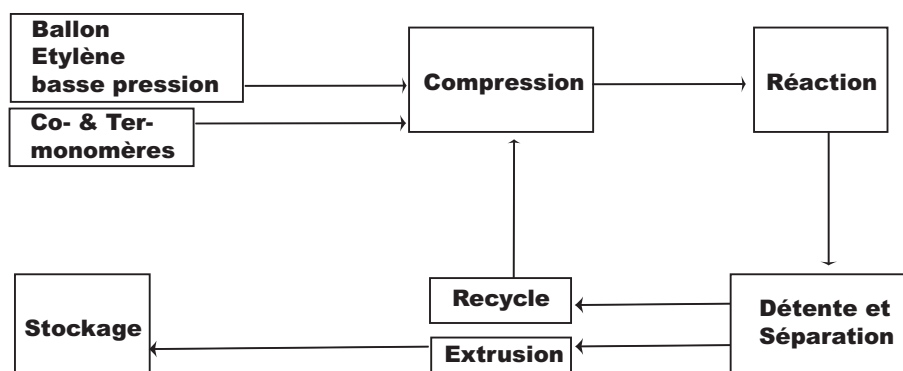 Ballon
Etylène
basse pression
Co- & Ter-
monomères
Compression
Réaction
Recycle
Détente et
Séparation
Stockage
Extrusion